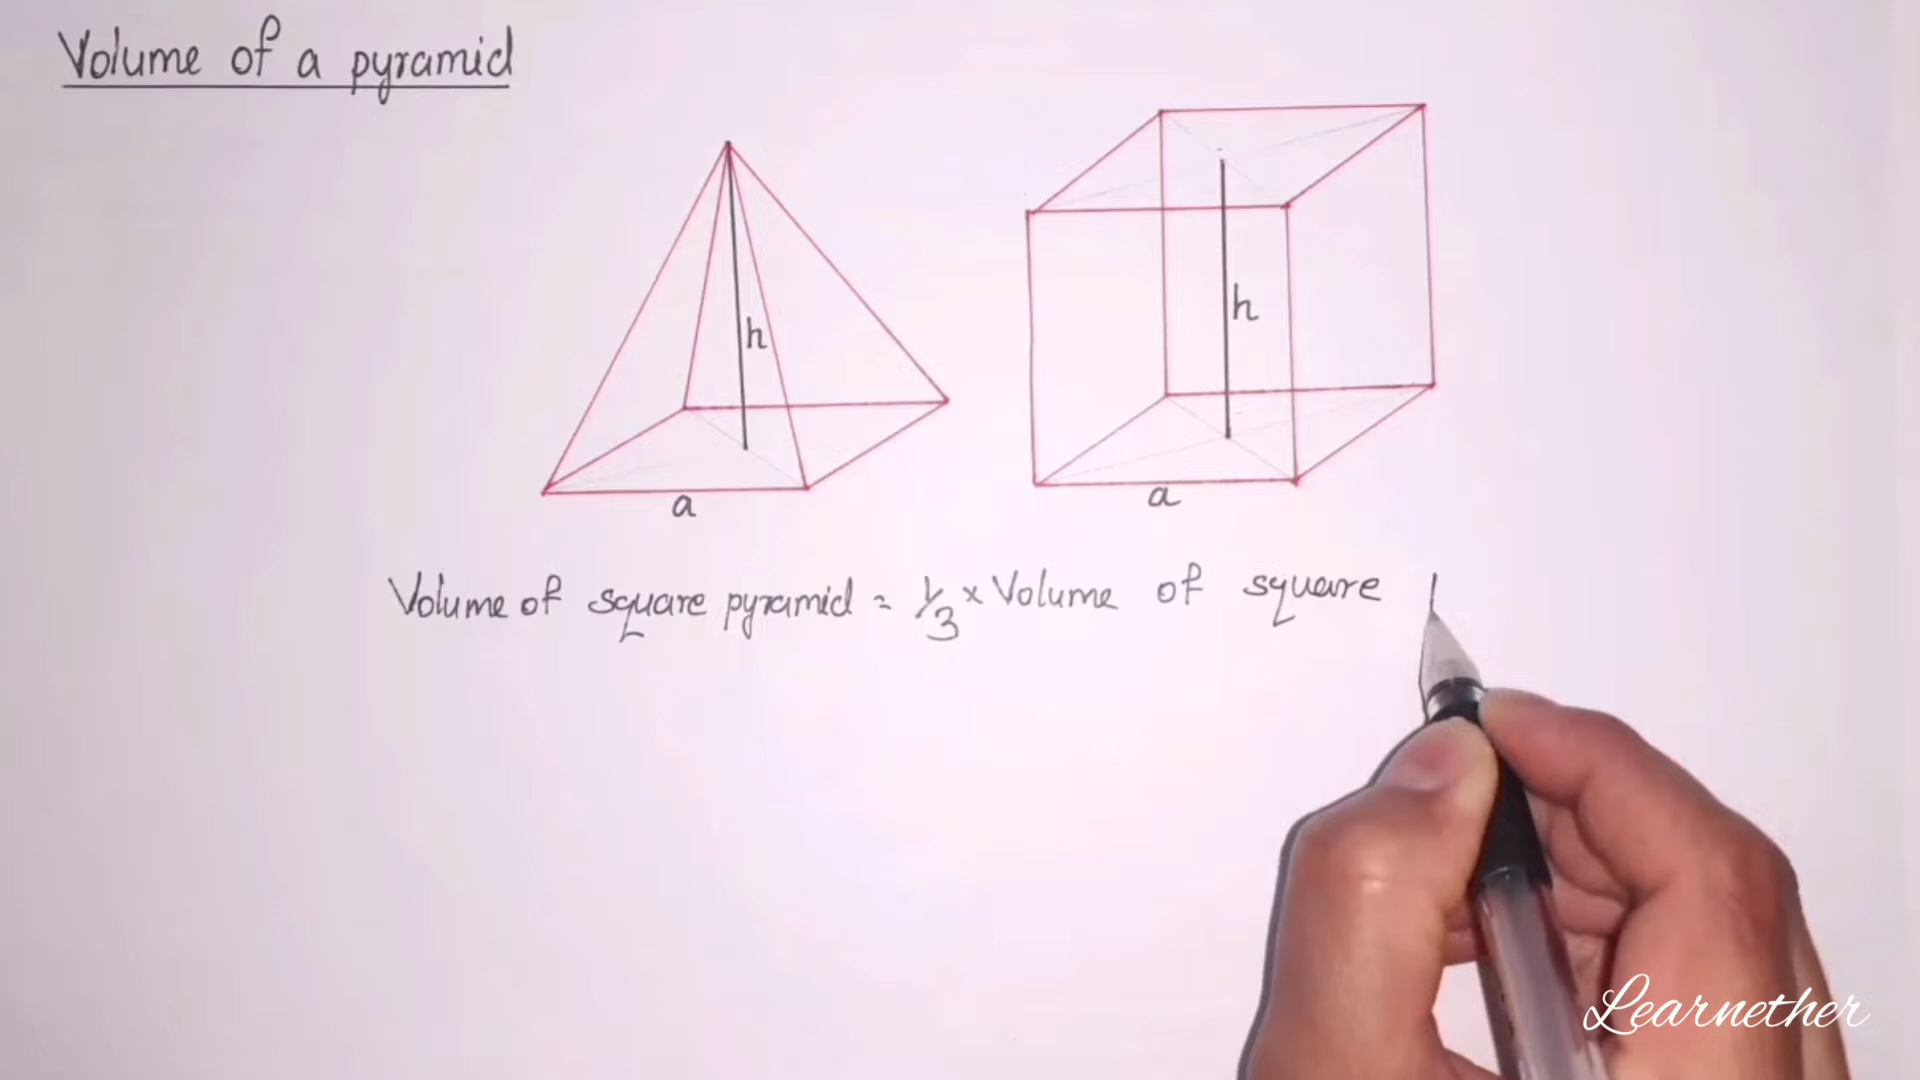 Volume of a pyramid
h
h
a
a
Volume of square pyramid = 1/3 × Volume of square
Learnether